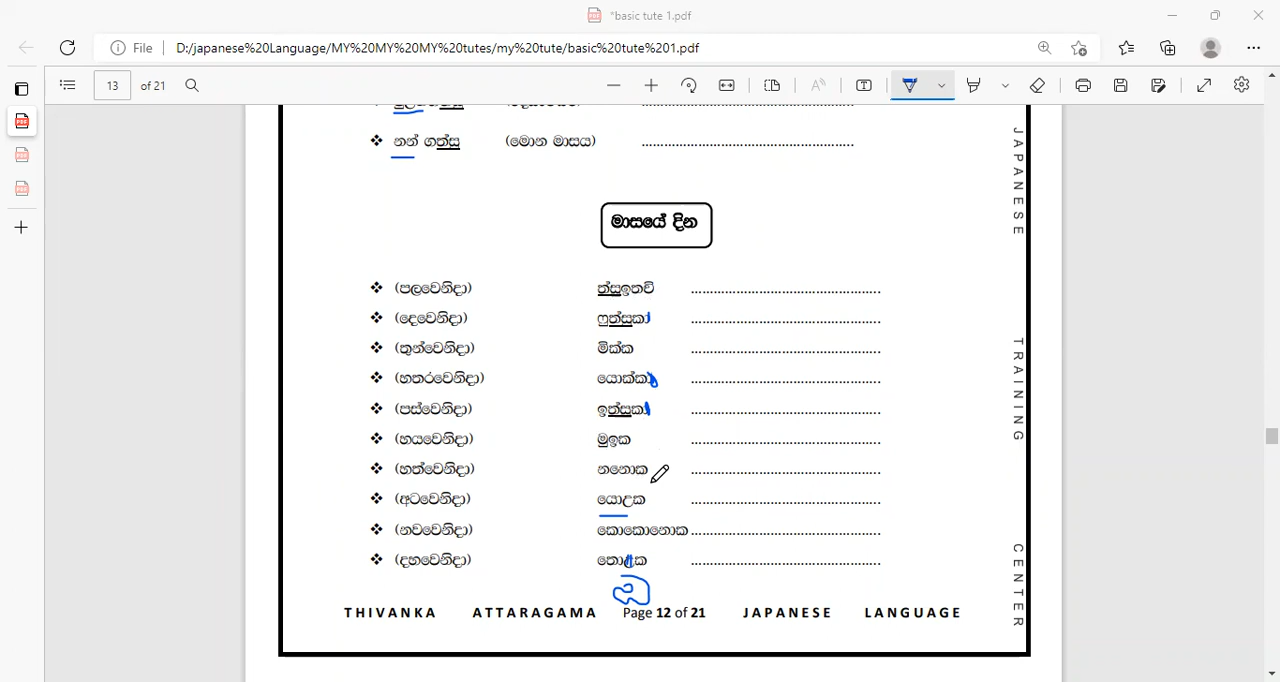 *basic tute 1.pdf
File D:/japanese%20Language/MY%20MY%20MY%20tutes/my%20tute/basic%20tute%201.pdf
13 of 21
❖ නන් ගත්සු (මොන මාසය) ................................................
මාසයේ දින
❖ (පලවෙනිදා) ත්සුඉතචි ...........................................
❖ (දෙවෙනිදා) ෆුත්සුකා ...........................................
❖ (තුන්වෙනිදා) මික්ක ...........................................
❖ (හතරවෙනිදා) යොක්කා ...........................................
❖ (පස්වෙනිදා) ඉත්සුකා ...........................................
❖ (හයවෙනිදා) මුඉක ...........................................
❖ (හත්වෙනිදා) නනොක ...........................................
❖ (අටවෙනිදා) යොඋක ...........................................
❖ (නවවෙනිදා) කොකොනොක ...........................................
❖ (දහවෙනිදා) ...........................................
THIVANKA ATTARAGAMA Page 12 of 21 JAPANESE LANGUAGE
JAPANESE
TRAINING
CENTER